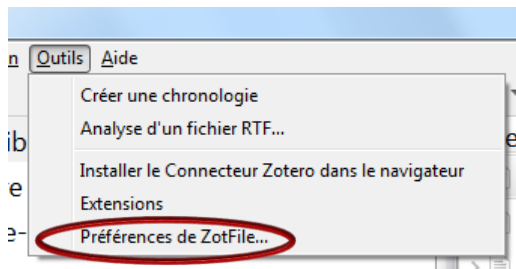 n Outils Aide
Créer une chronologie
Analyse d'un fichier RTF...
Installer le Connecteur Zotero dans le navigateur
Extensions
Préférences de ZotFile...
ib
e
e
e-